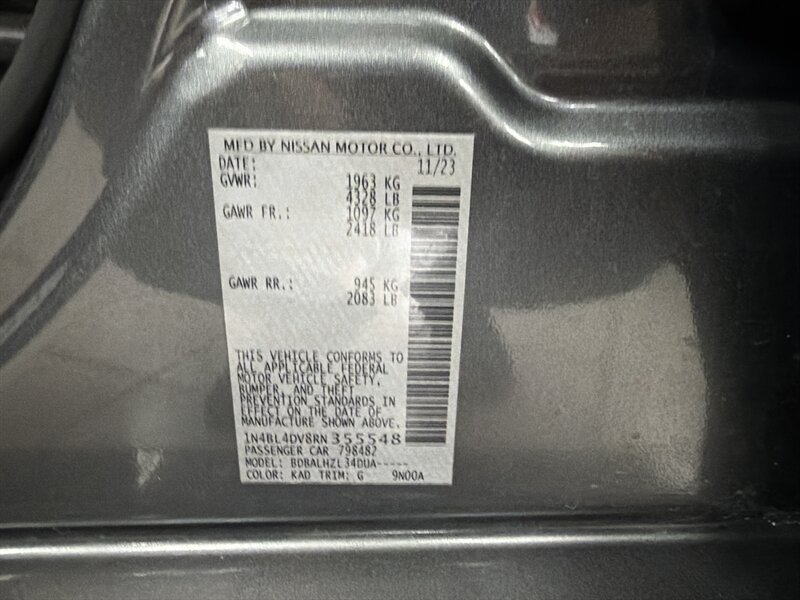 MFD BY NISSAN MOTOR CO., LTD.
DATE: 11/23
GVWR: 1963 KG
4328 LB
GAWR FR.: 1097 KG
2418 LB
GAWR RR.: 945 KG
2083 LB
THIS VEHICLE CONFORMS TO
ALL APPLICABLE FEDERAL
MOTOR VEHICLE SAFETY,
BUMPER, AND THEFT
PREVENTION STANDARDS IN
EFFECT ON THE DATE OF
MANUFACTURE SHOWN ABOVE.
1N4BL4DV8RN355548
PASSENGER CAR 798482
MODEL: BDBALHZL34DUA-----
COLOR: KAD TRIM: G 9N00A